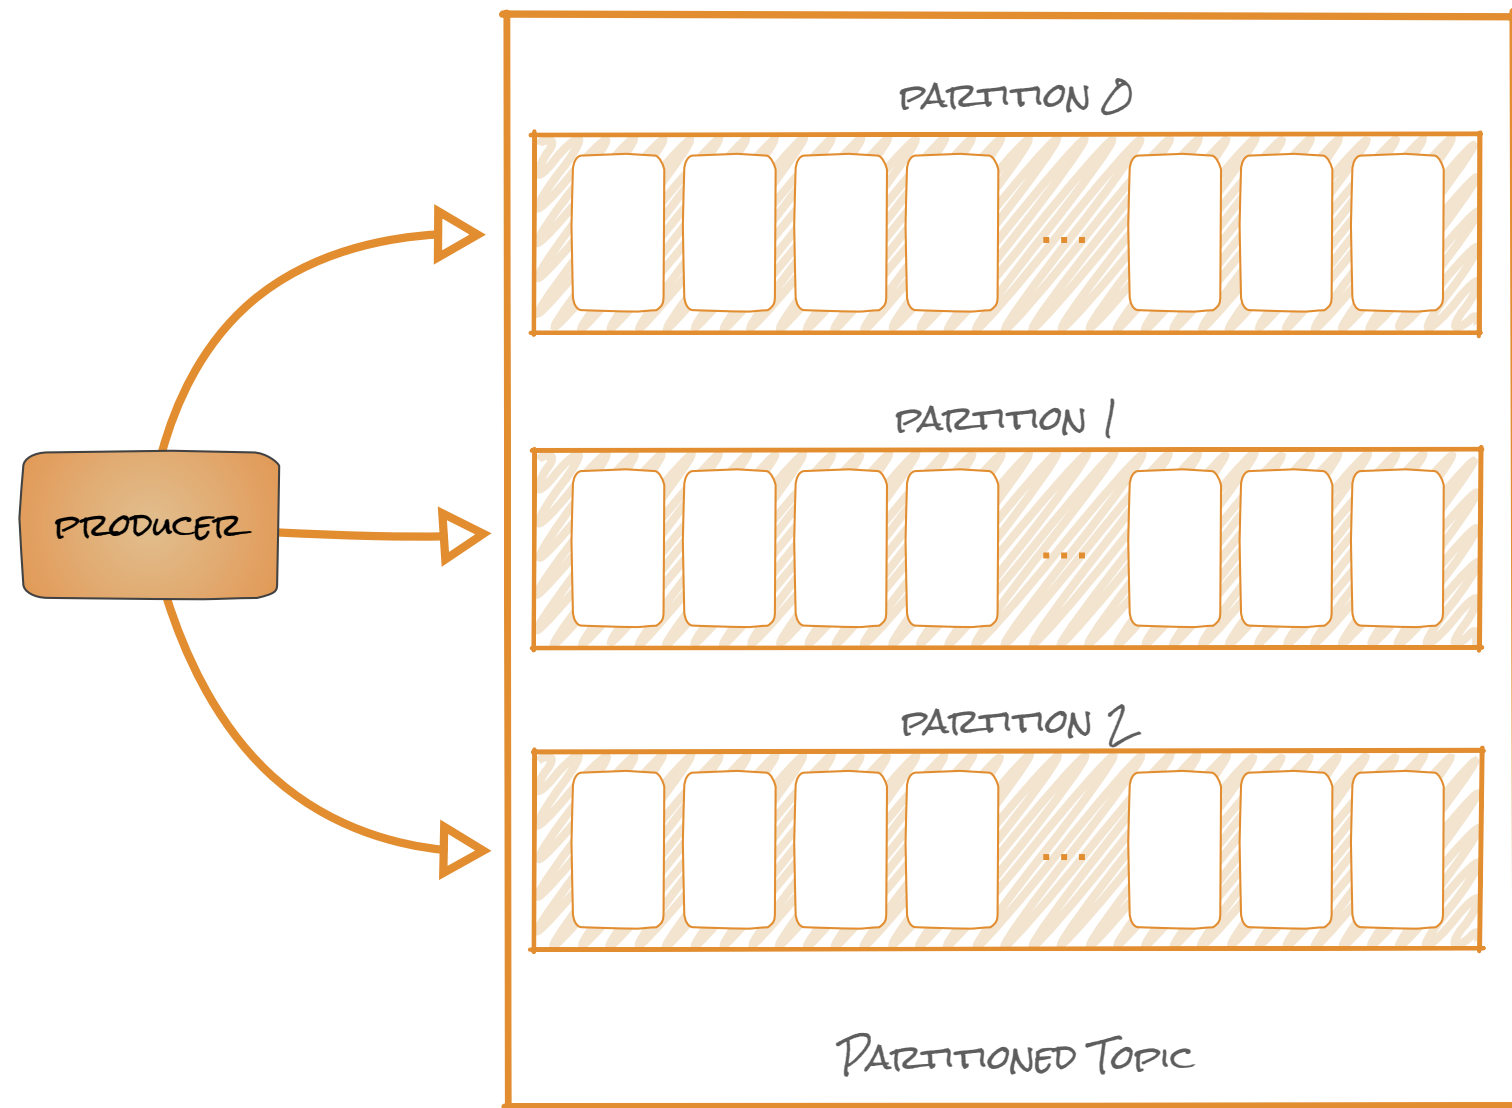 PARTITION 0
...
PARTITION 1
...
PRODUCER
PARTITION 2
...
PARTITIONED TOPIC